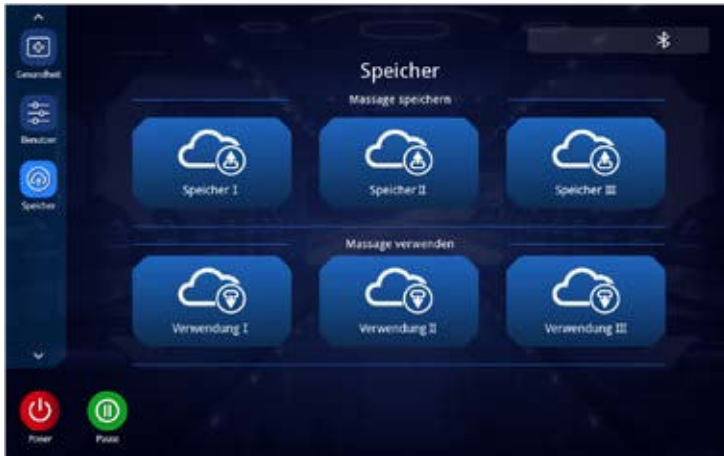 Gesundheit
Benutzer
Speicher
Speicher
Massage speichern
Speicher I
Speicher II
Speicher III
Massage verwenden
Verwendung I
Verwendung II
Verwendung III
Power
Pause